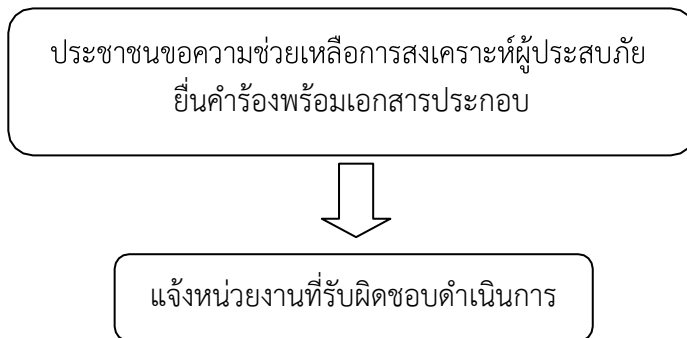 ประชาชนขอความช่วยเหลือการสงเคราะห์ผู้ประสบภัย
ยื่นคำร้องพร้อมเอกสารประกอบ
แจ้งหน่วยงานที่รับผิดชอบดำเนินการ